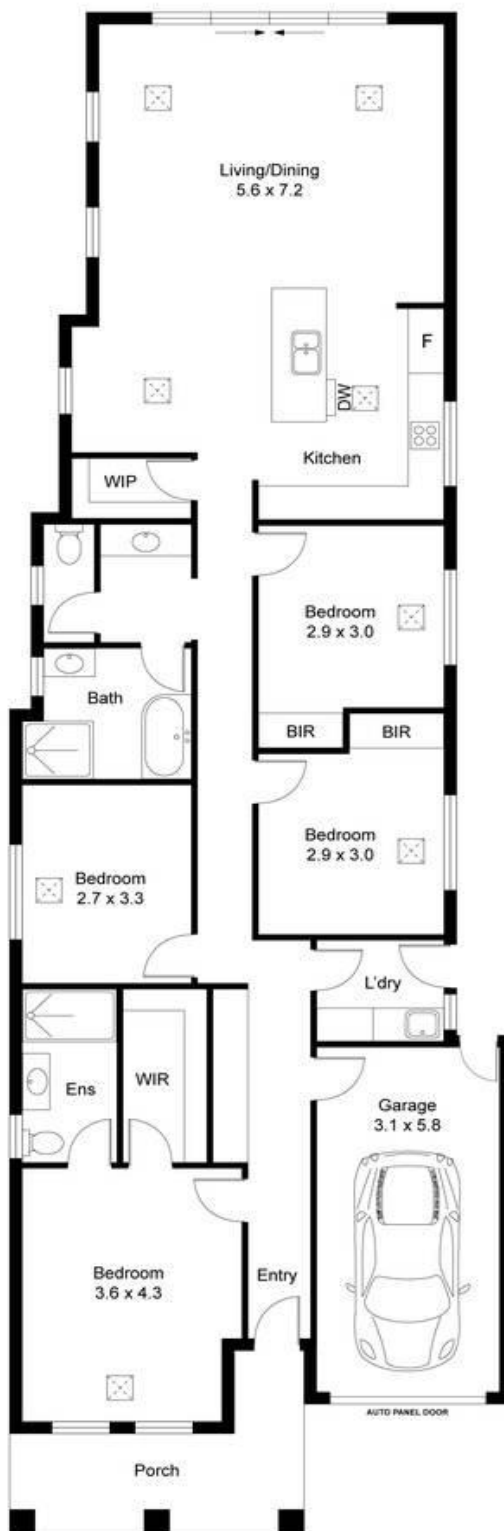 Living/Dining
5.6 x 7.2
F
DW
Kitchen
WIP
Bedroom
2.9 x 3.0
Bath
BIR
BIR
Bedroom
2.9 x 3.0
Bedroom
2.7 x 3.3
L'dry
Ens
WIR
Garage
3.1 x 5.8
Bedroom
3.6 x 4.3
Entry
AUTO PANEL DOOR
Porch